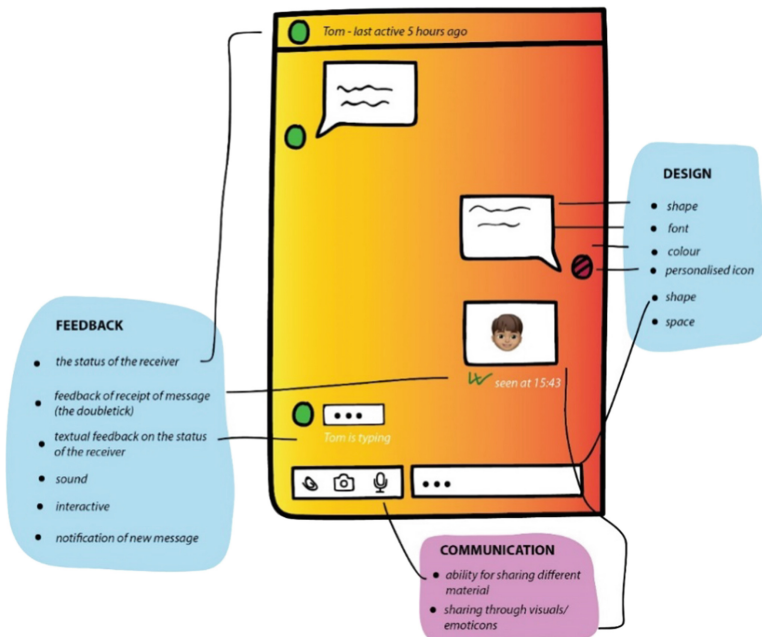 Tom - last active 5 hours ago
DESIGN
shape
font
colour
personalised icon
shape
space
FEEDBACK
the status of the receiver
feedback of receipt of message
(the doubletick)
textual feedback on the status
of the receiver
sound
interactive
notification of new message
seen at 15:43
Tom is typing
COMMUNICATION
ability for sharing different
material
sharing through visuals/
emoticons